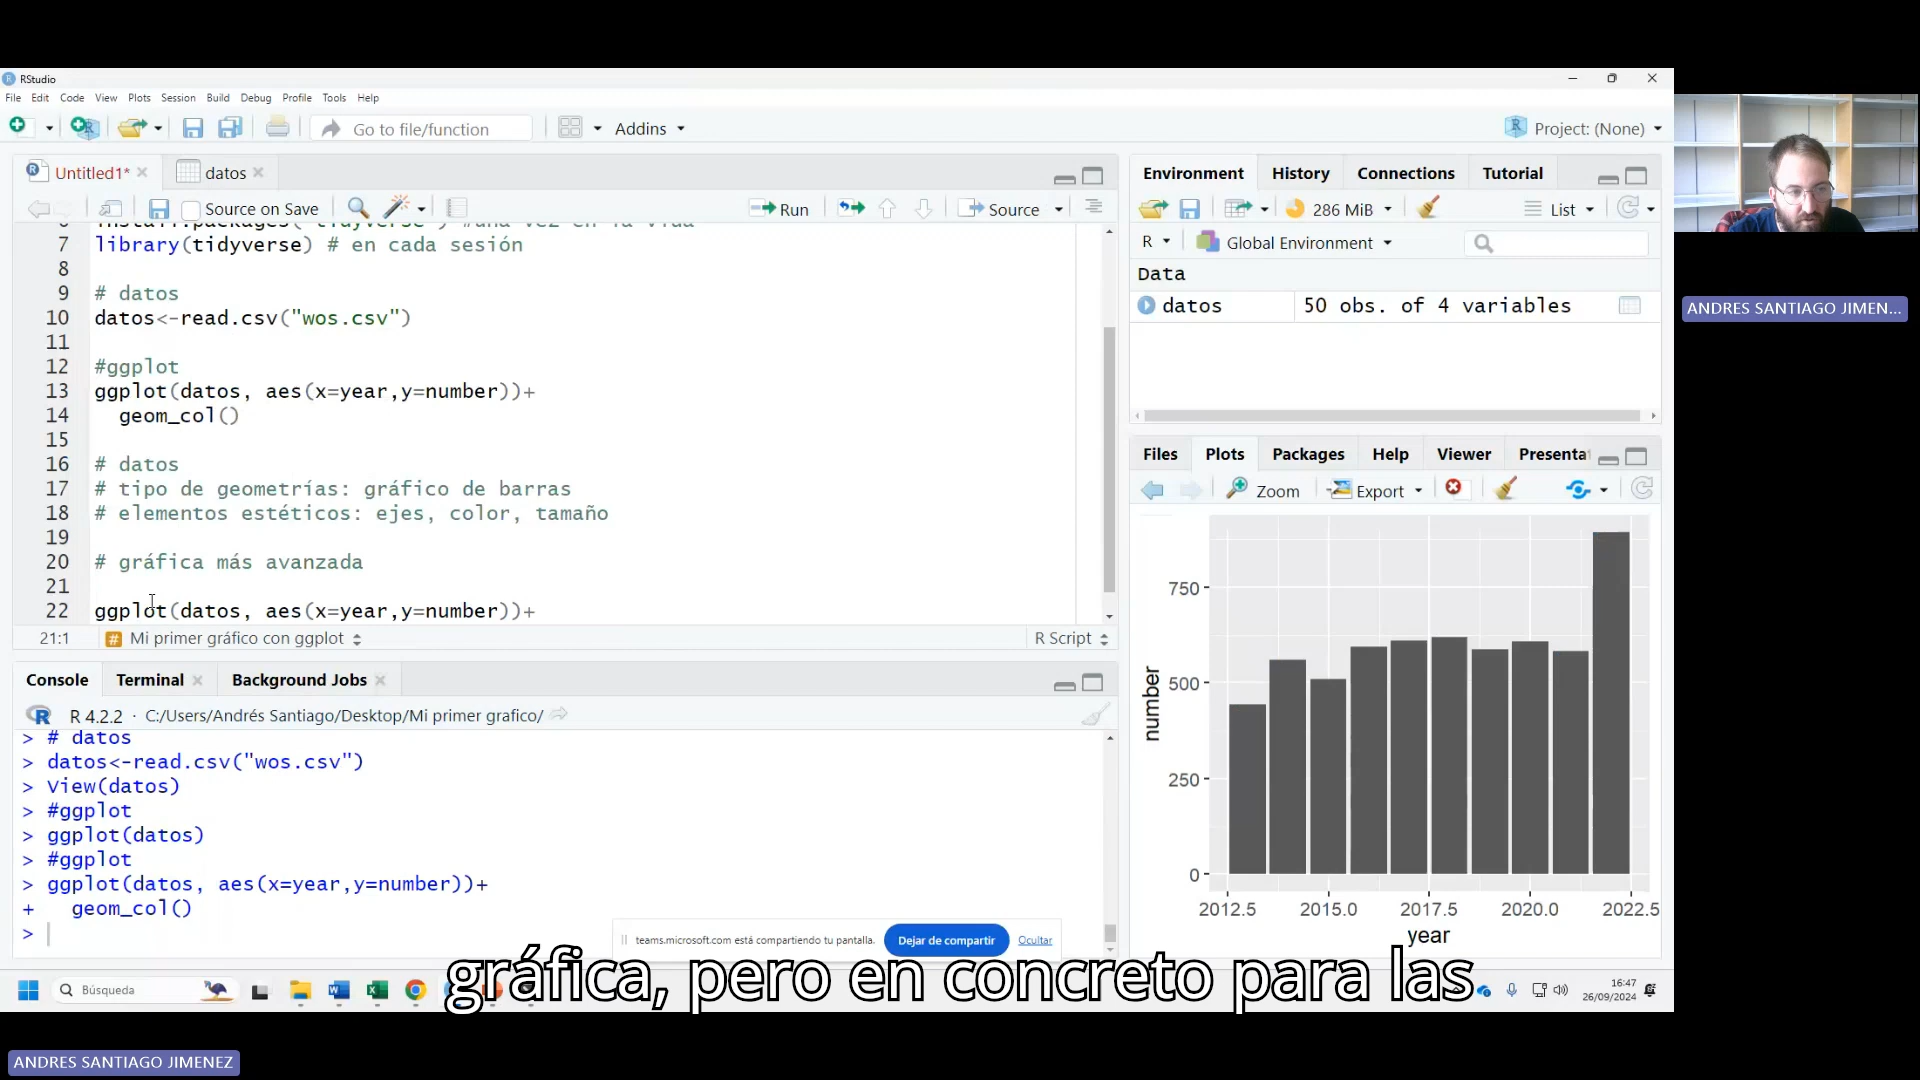 RStudio
File Edit Code View Plots Session Build Debug Profile Tools Help
Go to file/function
Addins
Project: (None)
Untitled1*
datos
Source on Save
Run
Source
install.packages("tidyverse") #una vez en la vida
7 library(tidyverse) # en cada sesión
8
9 # datos
10 datos<-read.csv("wos.csv")
11
12 #ggplot
13 ggplot(datos, aes(x=year,y=number))+
14 geom_col()
15
16 # datos
17 # tipo de geometrías: gráfico de barras
18 # elementos estéticos: ejes, color, tamaño
19
20 # gráfica más avanzada
21
22 ggplot(datos, aes(x=year,y=number))+
21:1 Mi primer gráfico con ggplot R Script
Console Terminal Background Jobs
R 4.2.2 · C:/Users/Andrés Santiago/Desktop/Mi primer grafico/
> # datos
> datos<-read.csv("wos.csv")
> View(datos)
> #ggplot
> ggplot(datos)
> #ggplot
> ggplot(datos, aes(x=year,y=number))+
+ geom_col()
>
Environment History Connections Tutorial
286 MiB
List
R Global Environment
Data
datos 50 obs. of 4 variables
Files Plots Packages Help Viewer Presenta
Zoom Export
number
750
500
250
0
2012.5 2015.0 2017.5 2020.0 2022.5
year
teams.microsoft.com está compartiendo tu pantalla. Dejar de compartir Ocultar
gráfica, pero en concreto para las
Búsqueda
16:47
26/09/2024
ANDRES SANTIAGO JIMEN...
ANDRES SANTIAGO JIMENEZ